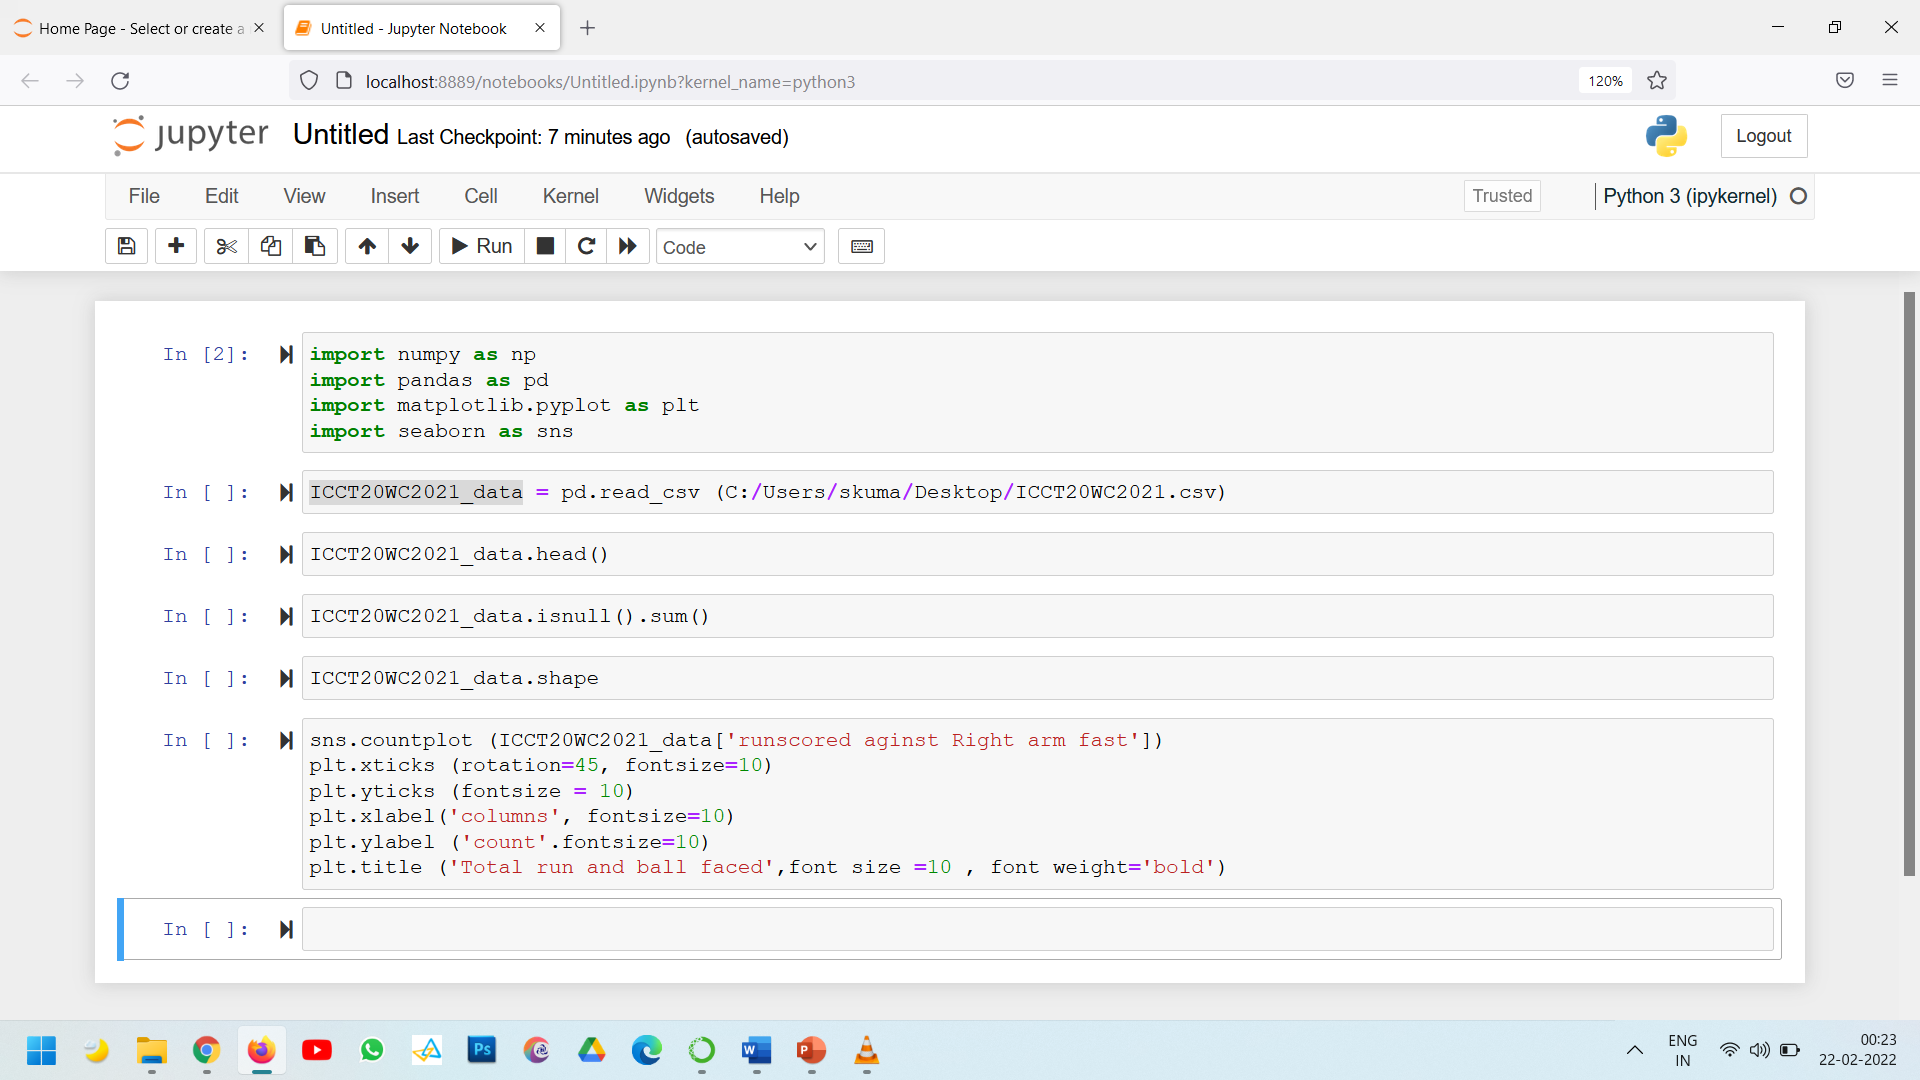 Home Page - Select or create a
Untitled - Jupyter Notebook
localhost:8889/notebooks/Untitled.ipynb?kernel_name=python3
120%
jupyter Untitled Last Checkpoint: 7 minutes ago (autosaved)
Logout
File Edit View Insert Cell Kernel Widgets Help
Trusted
Python 3 (ipykernel)
Run
Code
In [2]:
import numpy as np
import pandas as pd
import matplotlib.pyplot as plt
import seaborn as sns
In [ ]:
ICCT20WC2021_data = pd.read_csv (C:/Users/skuma/Desktop/ICCT20WC2021.csv)
In [ ]:
ICCT20WC2021_data.head()
In [ ]:
ICCT20WC2021_data.isnull().sum()
In [ ]:
ICCT20WC2021_data.shape
In [ ]:
sns.countplot (ICCT20WC2021_data['runscored aginst Right arm fast'])
plt.xticks (rotation=45, fontsize=10)
plt.yticks (fontsize = 10)
plt.xlabel('columns', fontsize=10)
plt.ylabel ('count'.fontsize=10)
plt.title ('Total run and ball faced',font size =10 , font weight='bold')
In [ ]:
Ps
W
P
ENG
IN
00:23
22-02-2022